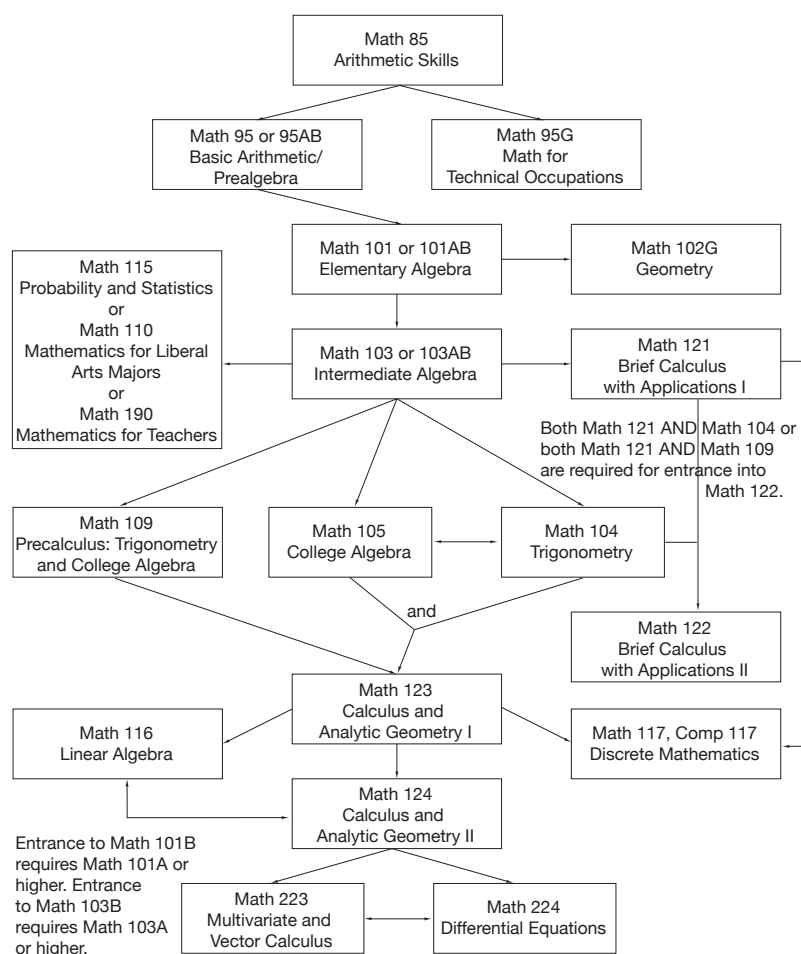 Math 85
Arithmetic Skills
Math 95 or 95AB
Basic Arithmetic/
Prealgebra
Math 95G
Math for
Technical Occupations
Math 101 or 101AB
Elementary Algebra
Math 102G
Geometry
Math 115
Probability and Statistics
or
Math 110
Mathematics for Liberal
Arts Majors
or
Math 190
Mathematics for Teachers
Math 103 or 103AB
Intermediate Algebra
Math 121
Brief Calculus
with Applications I
Both Math 121 AND Math 104 or
both Math 121 AND Math 109
are required for entrance into
Math 122.
Math 109
Precalculus: Trigonometry
and College Algebra
Math 105
College Algebra
Math 104
Trigonometry
and
Math 122
Brief Calculus
with Applications II
Math 123
Calculus and
Analytic Geometry I
Math 116
Linear Algebra
Math 117, Comp 117
Discrete Mathematics
Math 124
Calculus and
Analytic Geometry II
Entrance to Math 101B
requires Math 101A or
higher. Entrance
to Math 103B
requires Math 103A
or higher.
Math 223
Multivariate and
Vector Calculus
Math 224
Differential Equations